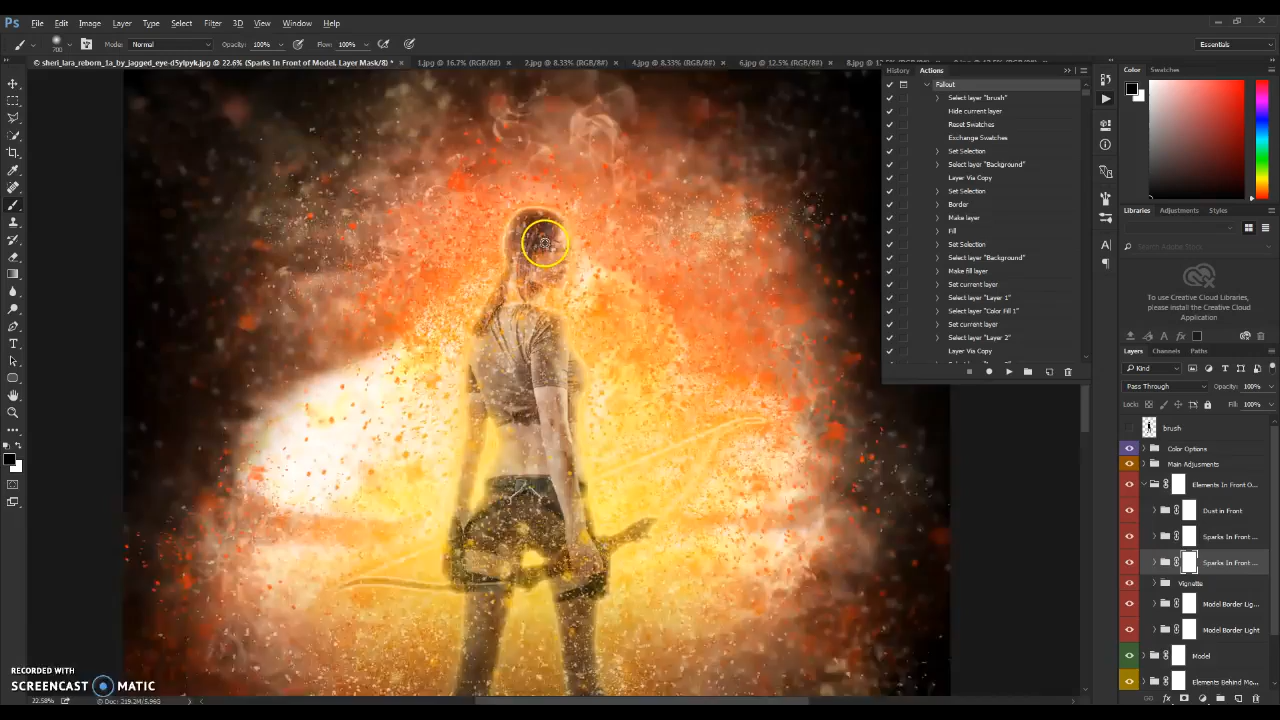 Ps File Edit Image Layer Type Select Filter 3D View Window Help
700 Mode: Normal Opacity: 100% Flow: 100% Essentials
© sheri_lara_reborn_1a_by_jagged_eye-d5ylpyk.jpg @ 22.6% (Sparks In Front of Model, Layer Mask/8) * × 1.jpg @ 16.7% (RGB/8#) × 2.jpg @ 8.33% (RGB/8#) × 4.jpg @ 8.33% (RGB/8#) × 6.jpg @ 12.5% (RGB/8#) ×
History Actions
Fallout
Select layer "brush"
Hide current layer
Reset Swatches
Exchange Swatches
Set Selection
Select layer "Background"
Layer Via Copy
Set Selection
Border
Make layer
Fill
Set Selection
Select layer "Background"
Make fill layer
Set current layer
Select layer "Layer 1"
Select layer "Color Fill 1"
Set current layer
Select layer "Layer 2"
Layer Via Copy
Color Swatches
Libraries Adjustments Styles
Search Adobe Stock
To use Creative Cloud Libraries,
please install the Creative Cloud
Application
Layers Channels Paths
Kind
Pass Through Opacity: 100%
Lock: Fill: 100%
brush
Color Options
Main Adjusments
Elements In Front O...
Dust in Front
Sparks In Front ...
Sparks In Front ...
Vignette
Model Border Lig...
Model Border Light
Model
Elements Behind Mo...
RECORDED WITH
SCREENCAST MATIC
22.58% Doc: 219.2M/5.96G